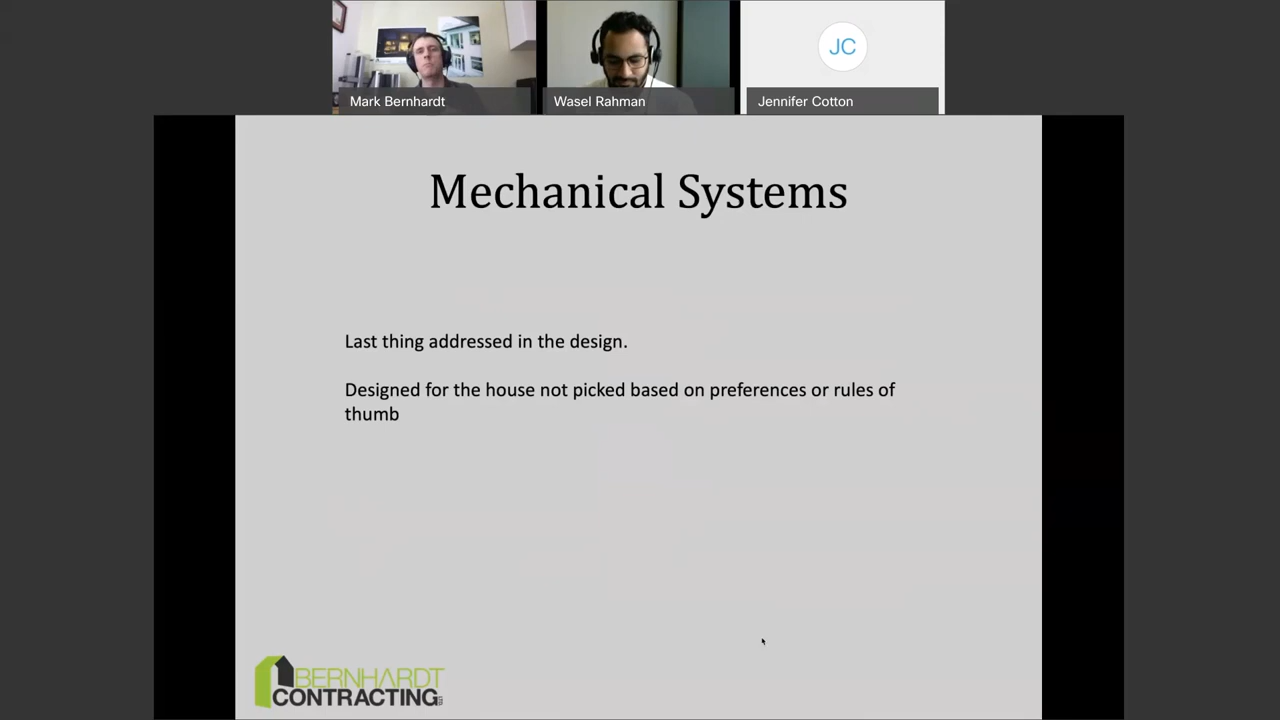 Mark Bernhardt
Wasel Rahman
JC
Jennifer Cotton
Mechanical Systems
Last thing addressed in the design.
Designed for the house not picked based on preferences or rules of
thumb
BERNHARDT
CONTRACTING